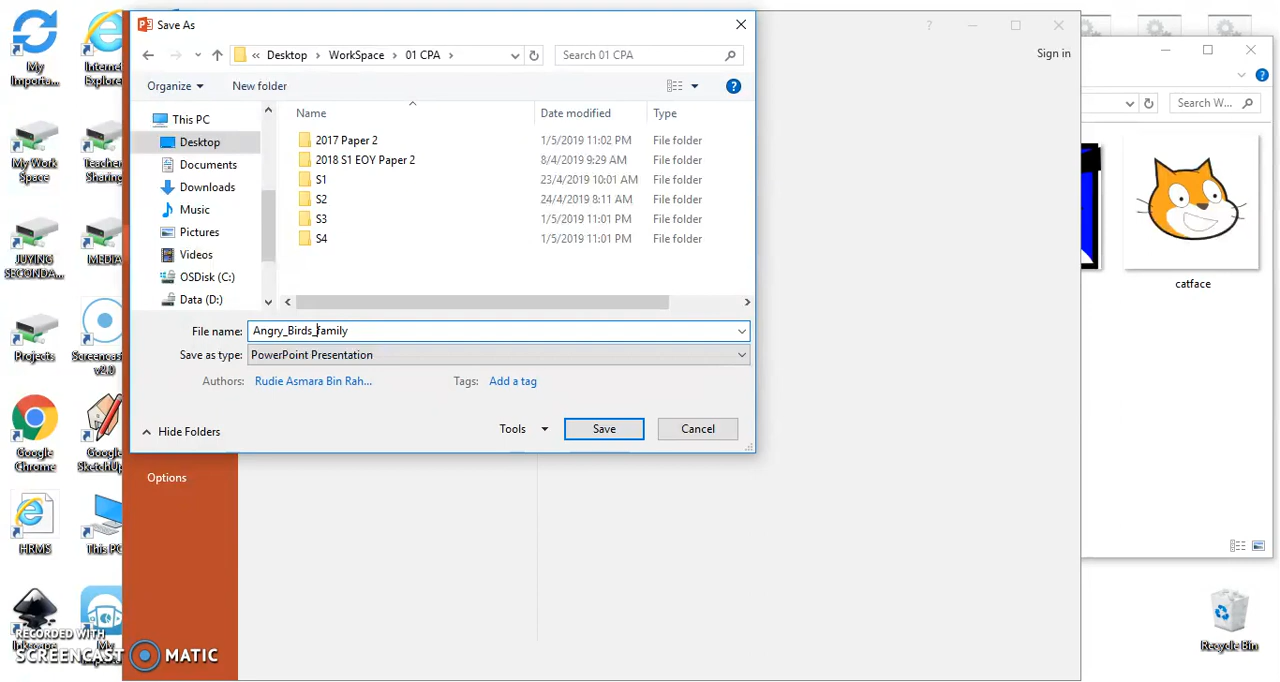 Save As
« Desktop › WorkSpace › 01 CPA ›
Search 01 CPA
Organize
New folder
Name
Date modified
Type
This PC
Desktop
Documents
Downloads
Music
Pictures
Videos
OSDisk (C:)
Data (D:)
2017 Paper 2 1/5/2019 11:02 PM File folder
2018 S1 EOY Paper 2 8/4/2019 9:29 AM File folder
S1 23/4/2019 10:01 AM File folder
S2 24/4/2019 8:11 AM File folder
S3 1/5/2019 11:01 PM File folder
S4 1/5/2019 11:01 PM File folder
File name: Angry_Birds_Family
Save as type: PowerPoint Presentation
Authors: Rudie Asmara Bin Rah...
Tags: Add a tag
Hide Folders
Tools
Save
Cancel
Options
Sign in
Search W...
catface
My Importa...
Internet Explorer
My Work Space
Teacher Sharing
JUYING SECONDA...
MEDIA
Projects
Screencast v2.0
Google Chrome
Google SketchUp
HRMS
This PC
Inkscape
My
Recycle Bin
RECORDED WITH
SCREENCAST MATIC